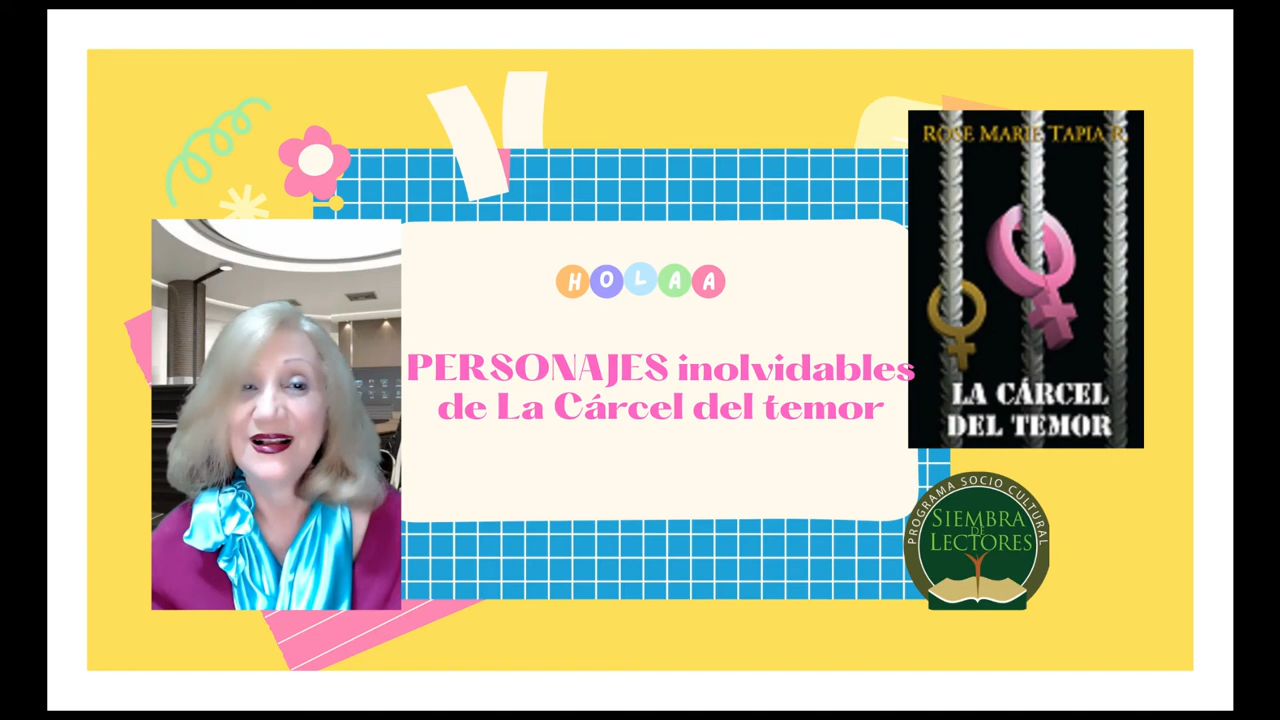 HOLAA
PERSONAJES inolvidables
de La Cárcel del temor
ROSE MARIE TAPIA R.
LA CÁRCEL
DEL TEMOR
PROGRAMA SOCIO CULTURAL
SIEMBRA
DE
LECTORES